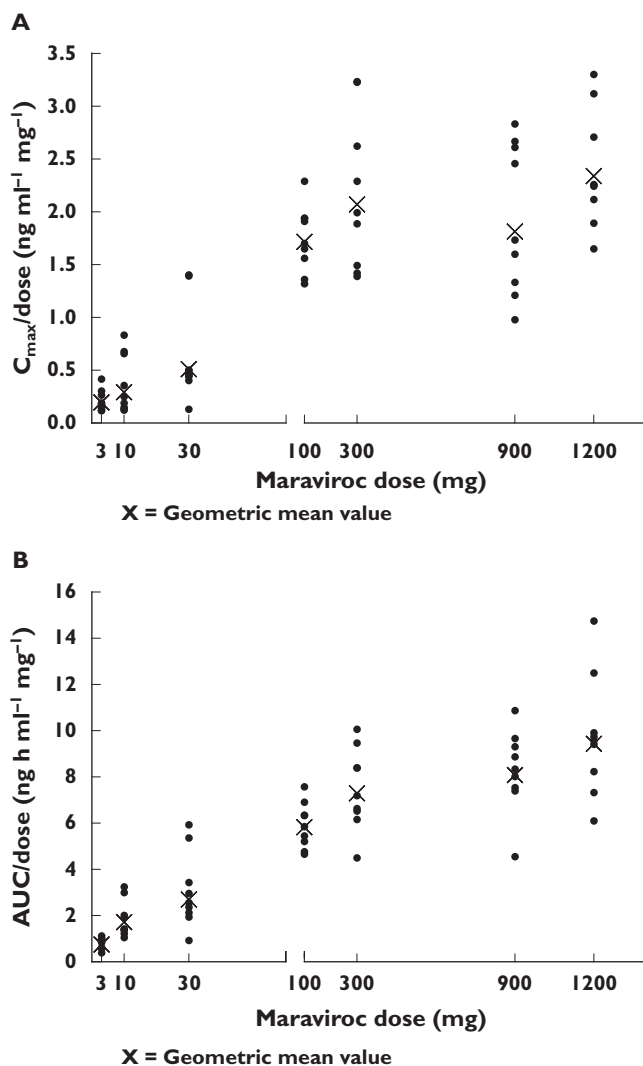 A
3.5
3.0
2.5
2.0
1.5
1.0
0.5
0.0
Cmax/dose (ng ml⁻¹ mg⁻¹)
3 10 30 100 300 900 1200
Maraviroc dose (mg)
X = Geometric mean value
B
16
14
12
10
8
6
4
2
0
AUC/dose (ng h ml⁻¹ mg⁻¹)
3 10 30 100 300 900 1200
Maraviroc dose (mg)
X = Geometric mean value